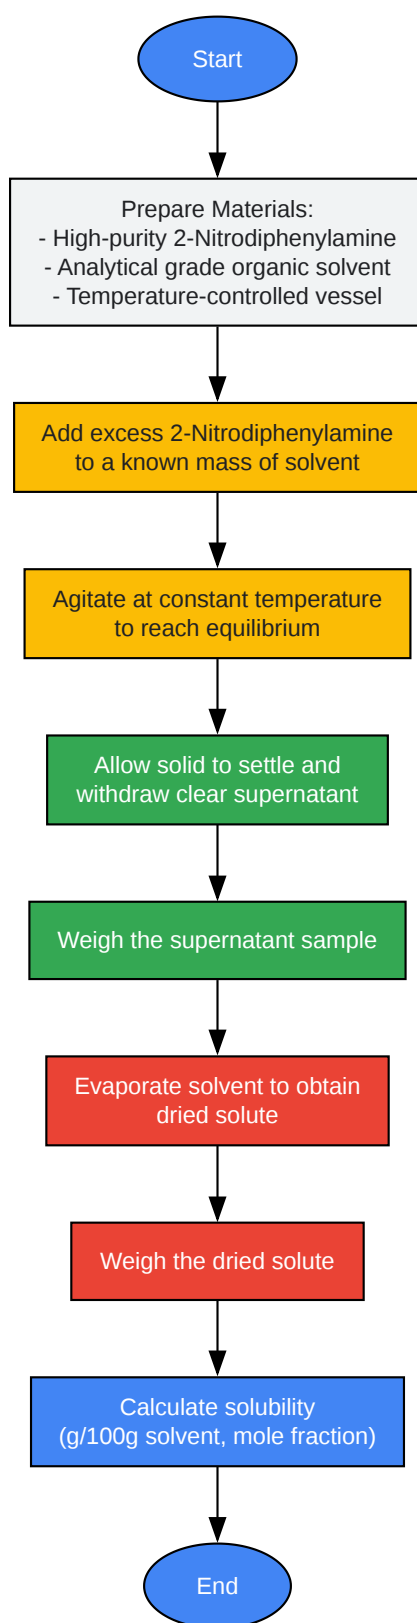 Start
Prepare Materials:
- High-purity 2-Nitrodiphenylamine
- Analytical grade organic solvent
- Temperature-controlled vessel
Add excess 2-Nitrodiphenylamine
to a known mass of solvent
Agitate at constant temperature
to reach equilibrium
Allow solid to settle and
withdraw clear supernatant
Weigh the supernatant sample
Evaporate solvent to obtain
dried solute
Weigh the dried solute
Calculate solubility
(g/100g solvent, mole fraction)
End